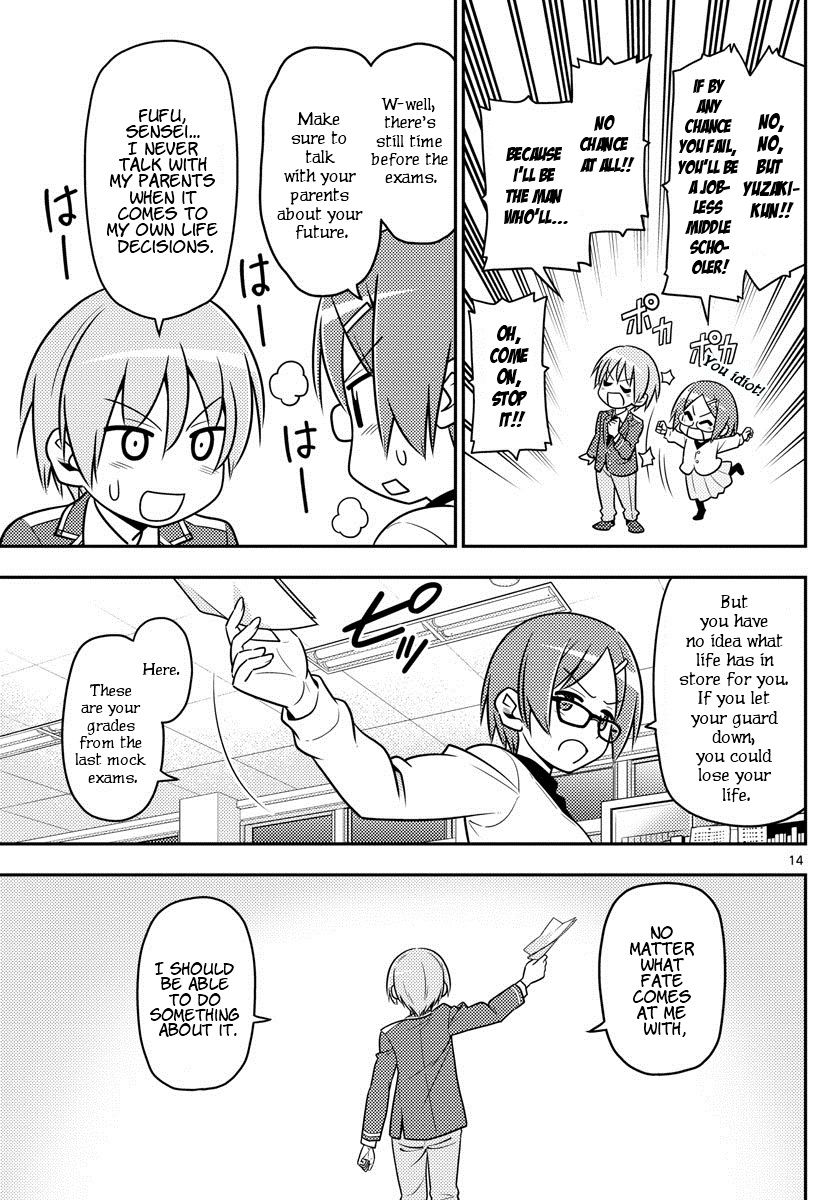 NO,
NO,
BUT
YUZAKI-
KUN!!
IF BY
ANY
CHANCE
YOU FAIL,
YOU'LL BE
A JOB-
LESS
MIDDLE
SCHO-
OLER!
NO
CHANCE
AT ALL!!
BECAUSE
I'LL BE
THE MAN
WHO'LL...
ポカ
ポカ
You idiot!
OH,
COME
ON,
STOP
IT!!
W-well,
there's
still time
before the
exams.
Make
sure to
talk
with your
parents
about your
future.
はー
はー
FUFU,
SENSEI...
I NEVER
TALK WITH
MY PARENTS
WHEN IT
COMES TO
MY OWN LIFE
DECISIONS.
はー
But
you have
no idea what
life has in
store for you.
If you let
your guard
down,
you could
lose your
life.
ピッ
Here.
These
are your
grades
from the
last mock
exams.
14
NO
MATTER
WHAT
FATE
COMES
AT ME
WITH,
I SHOULD
BE ABLE
TO DO
SOMETHING
ABOUT IT.